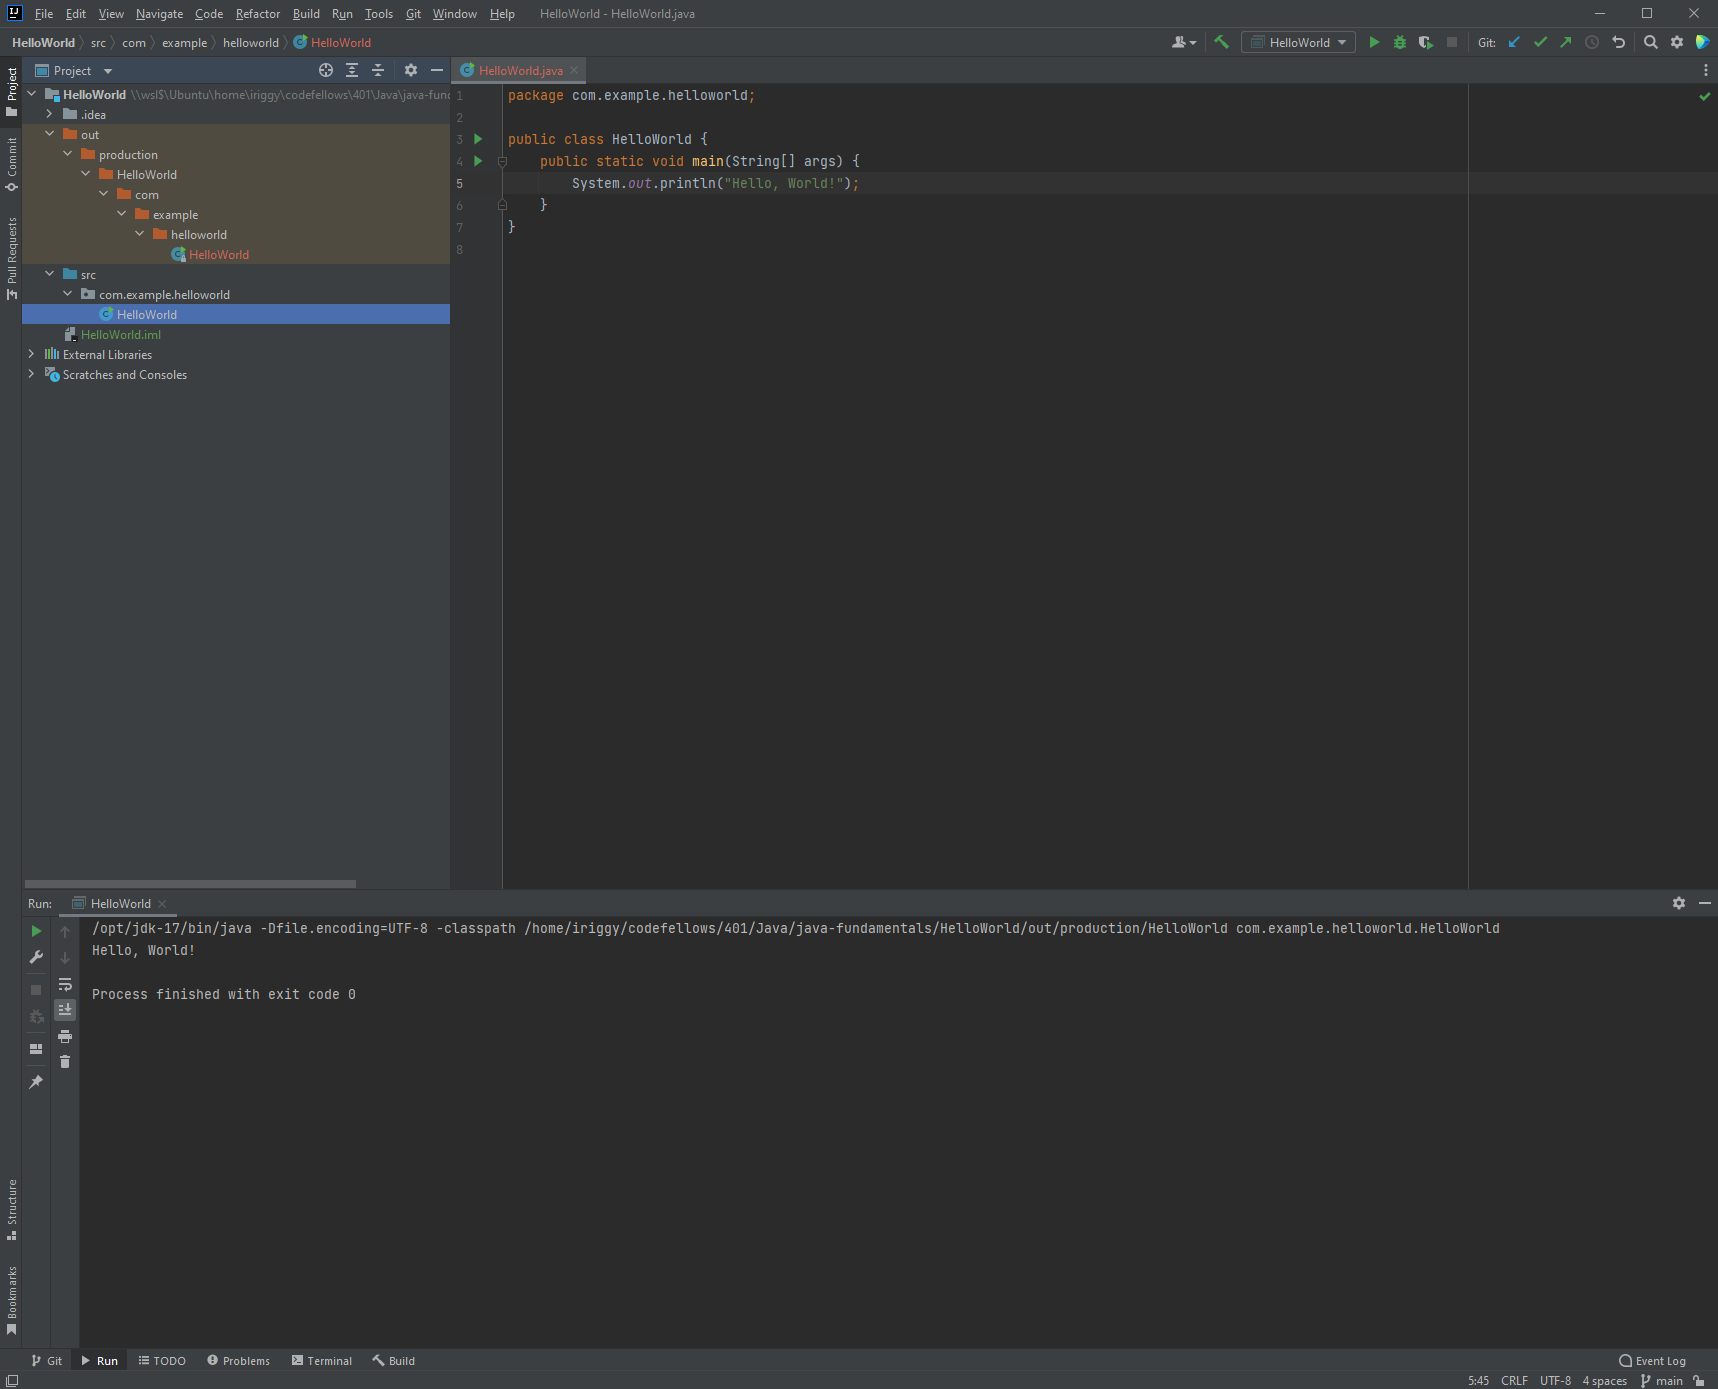 File Edit View Navigate Code Refactor Build Run Tools Git Window Help HelloWorld - HelloWorld.java
HelloWorld src com example helloworld HelloWorld
HelloWorld Git:
Project
HelloWorld.java
Project
Commit
Pull Requests
HelloWorld \\wsl$\Ubuntu\home\iriggy\codefellows\401\Java\java-fun
.idea
out
production
HelloWorld
com
example
helloworld
HelloWorld
src
com.example.helloworld
HelloWorld
HelloWorld.iml
External Libraries
Scratches and Consoles
1 package com.example.helloworld;
2
3 public class HelloWorld {
4 public static void main(String[] args) {
5 System.out.println("Hello, World!");
6 }
7 }
8
Run: HelloWorld
/opt/jdk-17/bin/java -Dfile.encoding=UTF-8 -classpath /home/iriggy/codefellows/401/Java/java-fundamentals/HelloWorld/out/production/HelloWorld com.example.helloworld.HelloWorld
Hello, World!
Process finished with exit code 0
Structure
Bookmarks
Git Run TODO Problems Terminal Build Event Log
5:45 CRLF UTF-8 4 spaces main